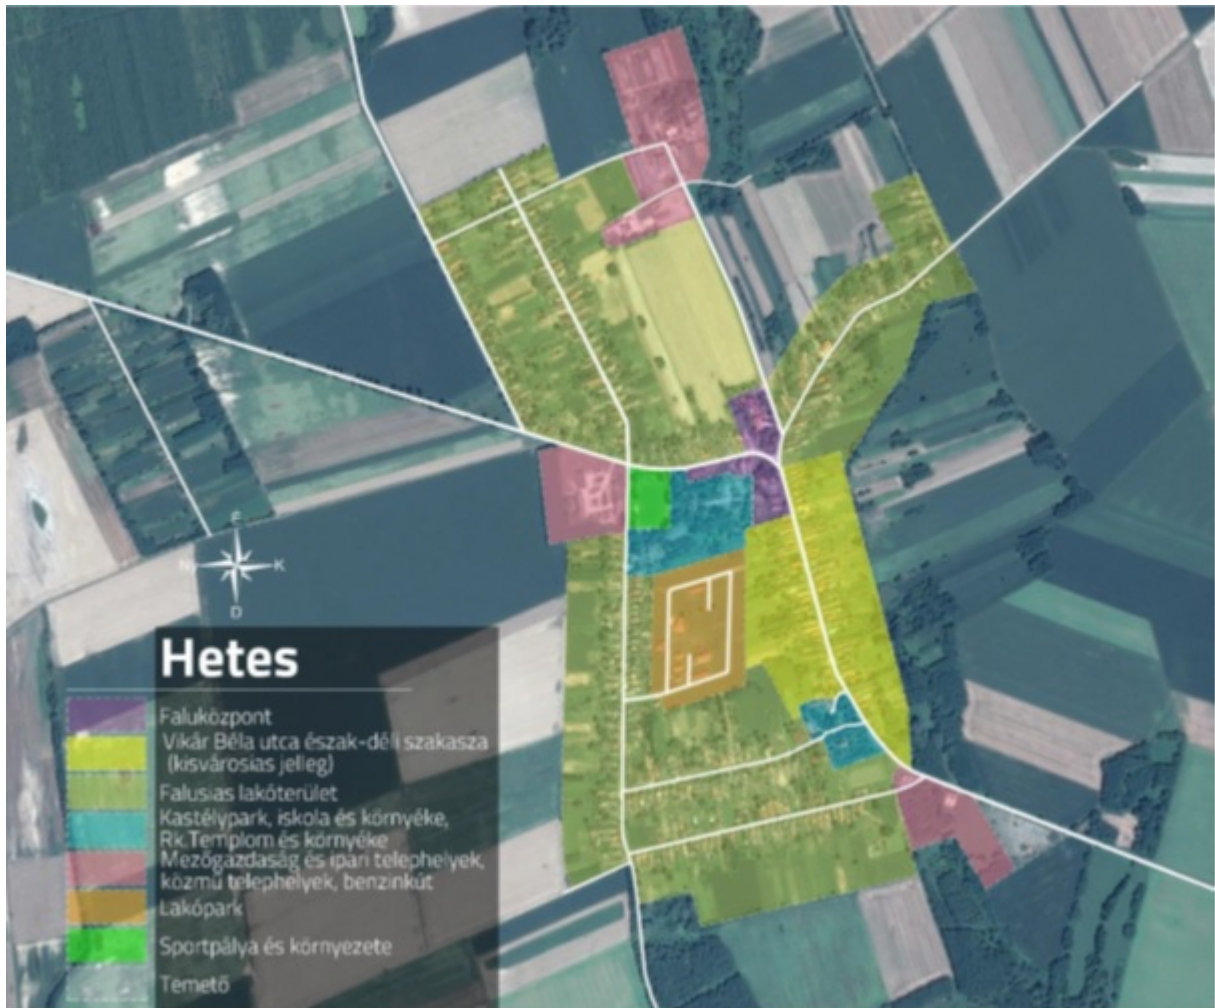 É
Ny K
D
Hetes
Faluközpont
Vikár Béla utca észak-déli szakasza
(kisvárosias jelleg)
Falusias lakóterület
Kastélypark, iskola és környéke,
Rk.Templom és környéke
Mezőgazdaság és ipari telephelyek,
közmű telephelyek, benzinkút
Lakópark
Sportpálya és környezete
Temető